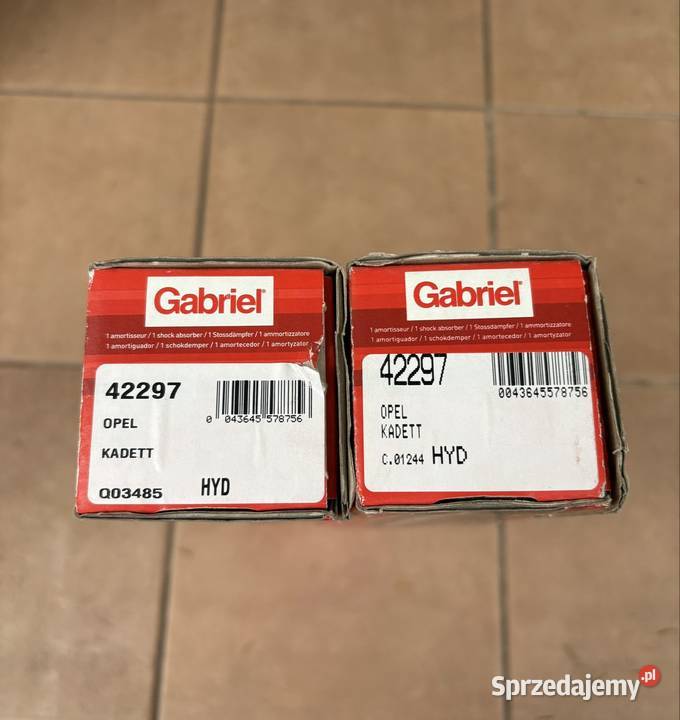 Gabriel®
1 amortisseur / 1 shock absorber / 1 Stossdämpfer / 1 ammortizzatore
1 amortiguador / 1 schokdemper / 1 amortecedor / 1 amortyzator
42297
0 043645 578756
OPEL
KADETT
Q03485 HYD
Gabriel®
1 amortisseur / 1 shock absorber / 1 Stossdämpfer / 1 ammortizzatore
1 amortiguador / 1 schokdemper / 1 amortecedor / 1 amortyzator
42297
0043645578756
OPEL
KADETT
C.01244 HYD
Sprzedajemy.pl